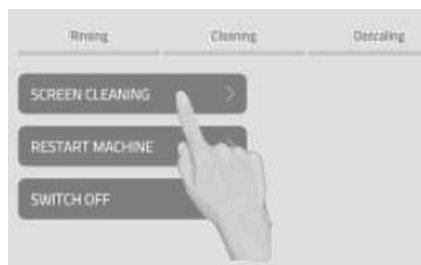 Rinsing Cleaning Descaling
SCREEN CLEANING
RESTART MACHINE
SWITCH OFF